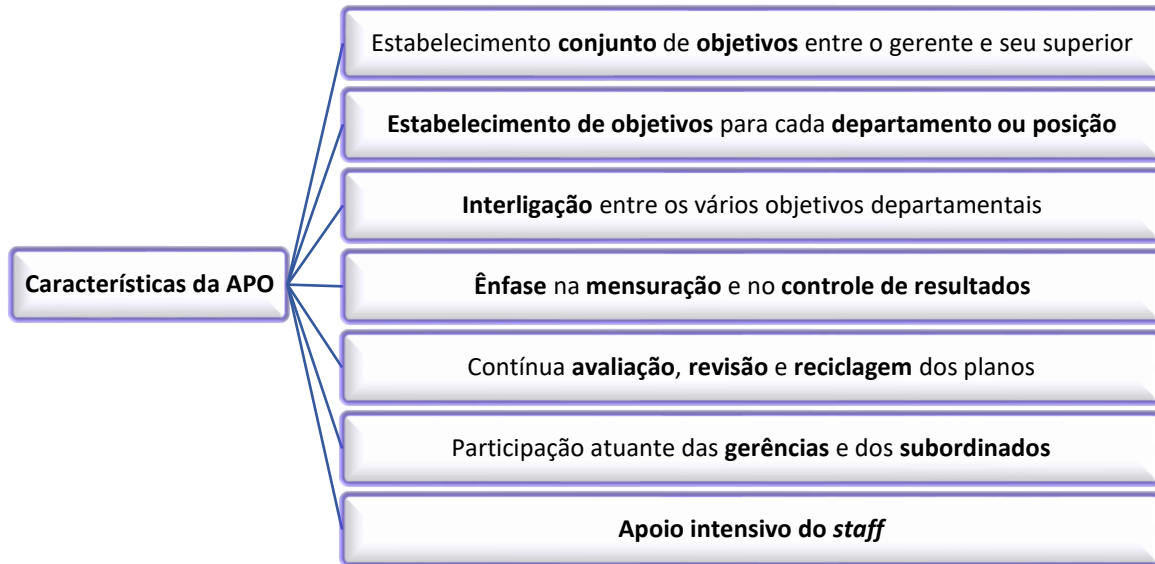 Estabelecimento conjunto de objetivos entre o gerente e seu superior
Estabelecimento de objetivos para cada departamento ou posição
Interligação entre os vários objetivos departamentais
Característicās da APO
Ênfase na mensuração e no controle de resultados
Contínua avaliação, revisão e reciclagem dos planos
Participação atuante das gerências e dos subordinados
Apoio intensivo do staff